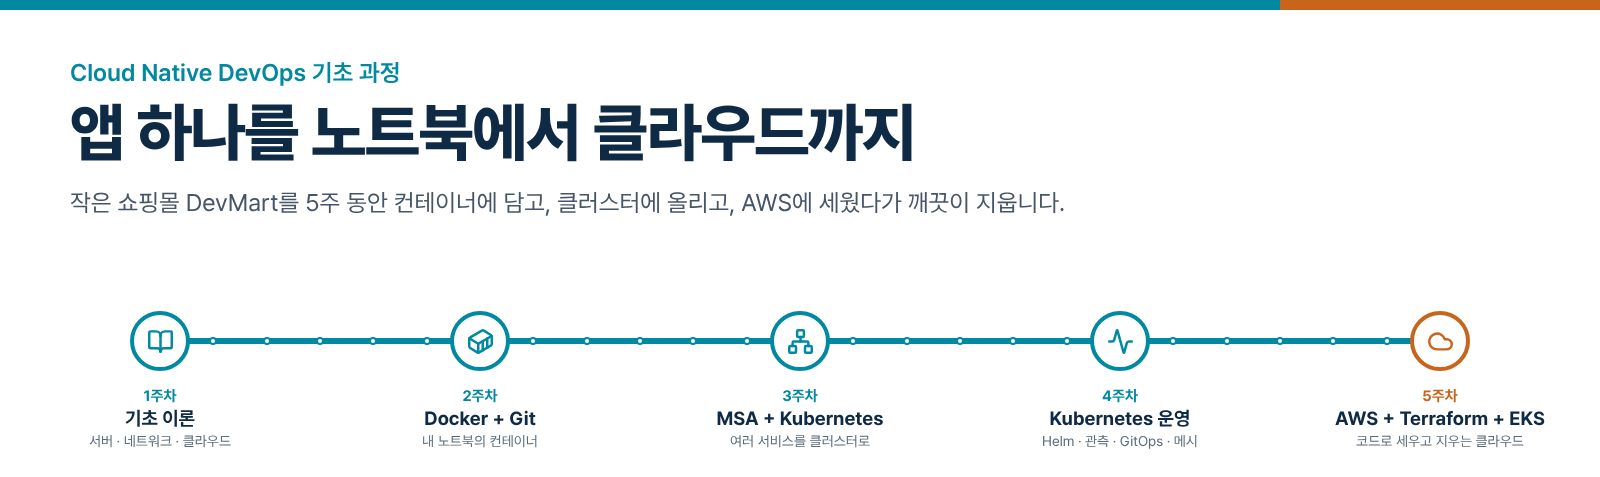 Cloud Native DevOps 기초 과정
앱 하나를 노트북에서 클라우드까지
작은 쇼핑몰 DevMart를 5주 동안 컨테이너에 담고, 클러스터에 올리고, AWS에 세웠다가 깨끗이 지웁니다.
1주차
기초 이론
서버 · 네트워크 · 클라우드
2주차
Docker + Git
내 노트북의 컨테이너
3주차
MSA + Kubernetes
여러 서비스를 클러스터로
4주차
Kubernetes 운영
Helm · 관측 · GitOps · 메시
5주차
AWS + Terraform + EKS
코드로 세우고 지우는 클라우드